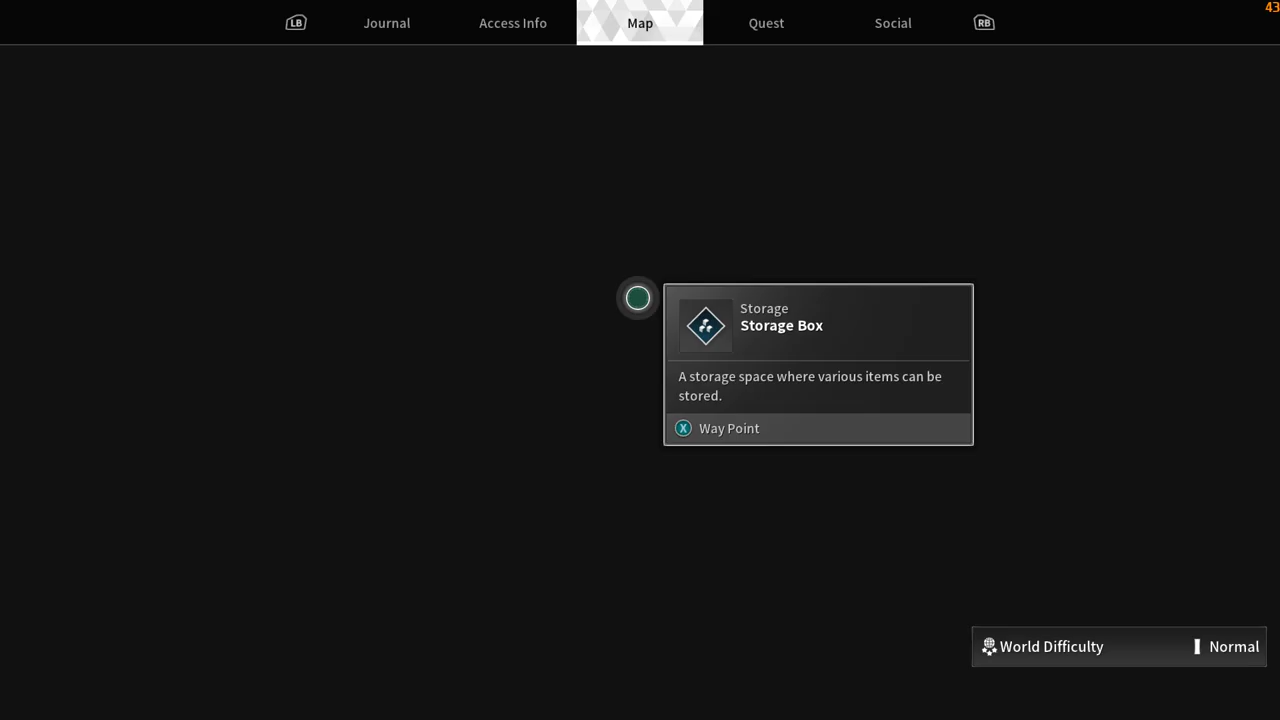 LB
Journal
Access Info
Map
Quest
Social
RB
43
Storage
Storage Box
A storage space where various items can be
stored.
X Way Point
World Difficulty
Normal